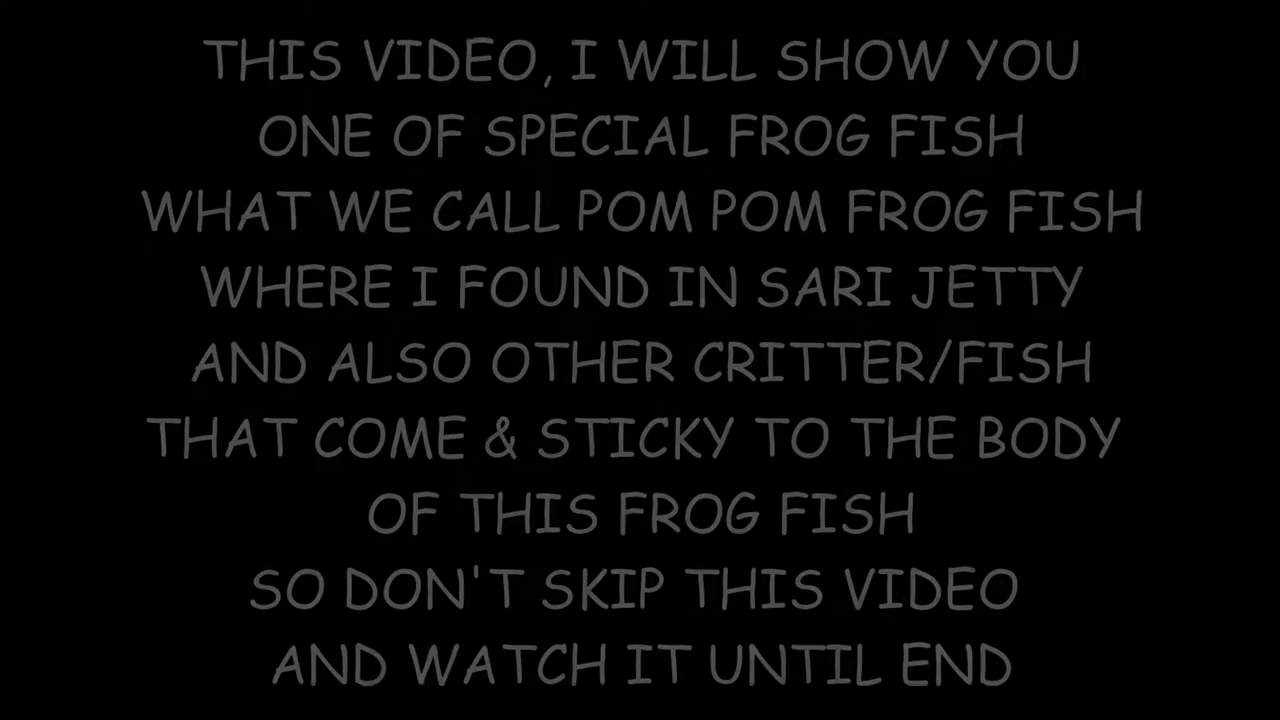 THIS VIDEO, I WILL SHOW YOU
ONE OF SPECIAL FROG FISH
WHAT WE CALL POM POM FROG FISH
WHERE I FOUND IN SARI JETTY
AND ALSO OTHER CRITTER/FISH
THAT COME & STICKY TO THE BODY
OF THIS FROG FISH
SO DON'T SKIP THIS VIDEO
AND WATCH IT UNTIL END